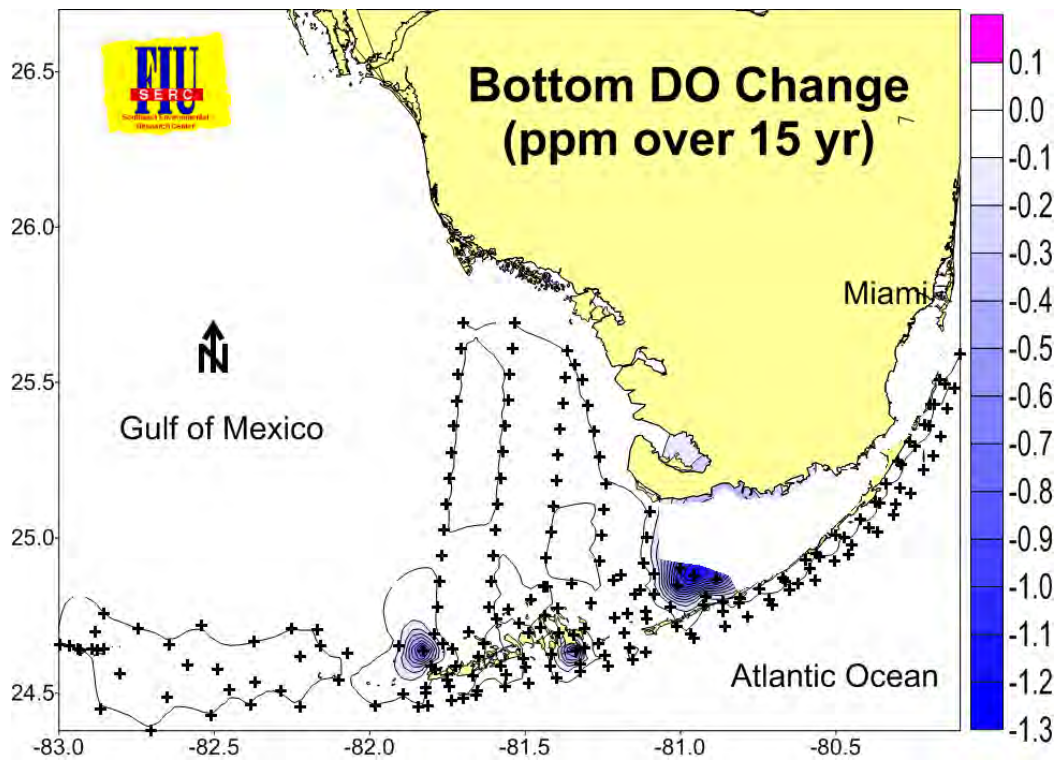 FIU
SERC
Southeast Environmental
Research Center
Bottom DO Change
(ppm over 15 yr)
Miami
N
Gulf of Mexico
Atlantic Ocean
26.5
26.0
25.5
25.0
24.5
-83.0
-82.5
-82.0
-81.5
-81.0
-80.5
0.1
0.0
-0.1
-0.2
-0.3
-0.4
-0.5
-0.6
-0.7
-0.8
-0.9
-1.0
-1.1
-1.2
-1.3